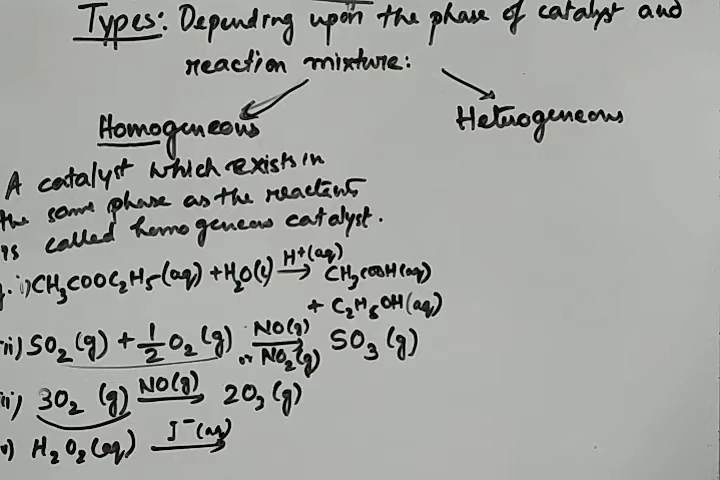 Types: Depending upon the phase of catalyst and
reaction mixture:
Homogeneous
Heterogeneous
A catalyst which exists in
the same phase as the reactants
is called homogeneous catalyst.
g. i) CH₃COOC₂H₅(aq) + H₂O(l) H⁺(aq)→ CH₃COOH(aq)
+ C₂H₅OH(aq)
ii) SO₂(g) + 1/2 O₂(g) NO(g)→ or NO₂(g) SO₃(g)
iii) 3O₂ (g) NO(g)→ 2O₃(g)
v) H₂O₂(aq) I⁻(aq)→